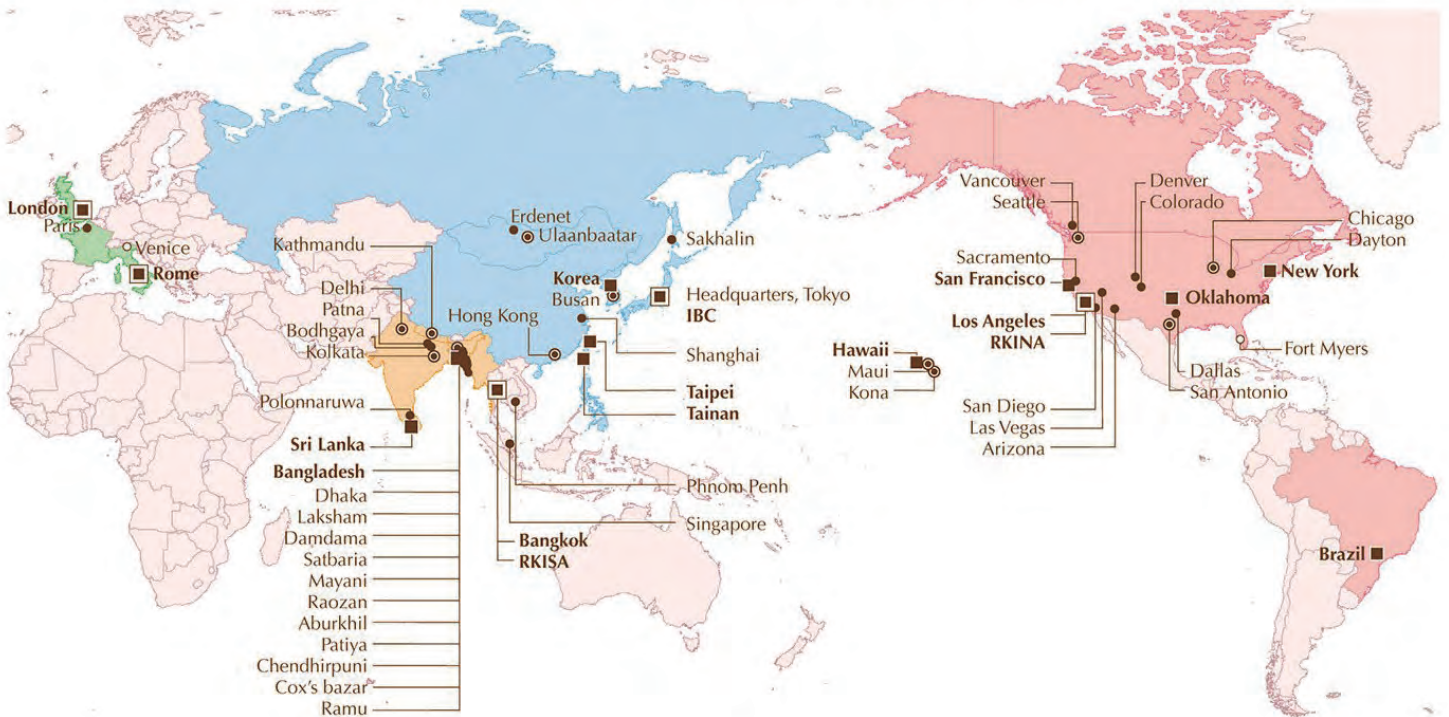 London
Paris
Venice
Rome
Kathmandu
Delhi
Patna
Bodhgaya
Kolkata
Polonnaruwa
Sri Lanka
Bangladesh
Dhaka
Laksham
Damdama
Satbaria
Mayani
Raozan
Aburkhil
Patiya
Chendhirpuni
Cox's bazar
Ramu
Erdenet
Ulaanbaatar
Sakhalin
Korea
Busan
Headquarters, Tokyo
IBC
Hong Kong
Shanghai
Taipei
Tainan
Phnom Penh
Singapore
Bangkok
RKISA
Hawaii
Maui
Kona
Vancouver
Seattle
Denver
Colorado
Chicago
Dayton
Sacramento
San Francisco
New York
Oklahoma
Los Angeles
RKINA
Fort Myers
Dallas
San Antonio
San Diego
Las Vegas
Arizona
Brazil